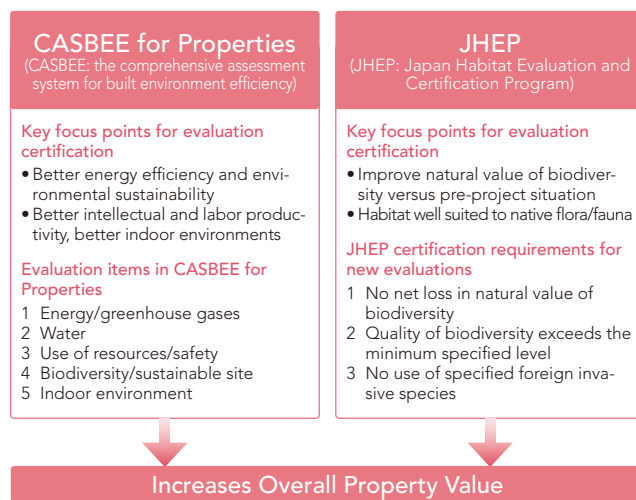 CASBEE for Properties
(CASBEE: the comprehensive assessment
system for built environment efficiency)
Key focus points for evaluation
certification
• Better energy efficiency and envi-
ronmental sustainability
• Better intellectual and labor produc-
tivity, better indoor environments
Evaluation items in CASBEE for
Properties
1 Energy/greenhouse gases
2 Water
3 Use of resources/safety
4 Biodiversity/sustainable site
5 Indoor environment
JHEP
(JHEP: Japan Habitat Evaluation and
Certification Program)
Key focus points for evaluation
certification
• Improve natural value of biodiver-
sity versus pre-project situation
• Habitat well suited to native flora/fauna
JHEP certification requirements for
new evaluations
1 No net loss in natural value of
biodiversity
2 Quality of biodiversity exceeds the
minimum specified level
3 No use of specified foreign inva-
sive species
Increases Overall Property Value